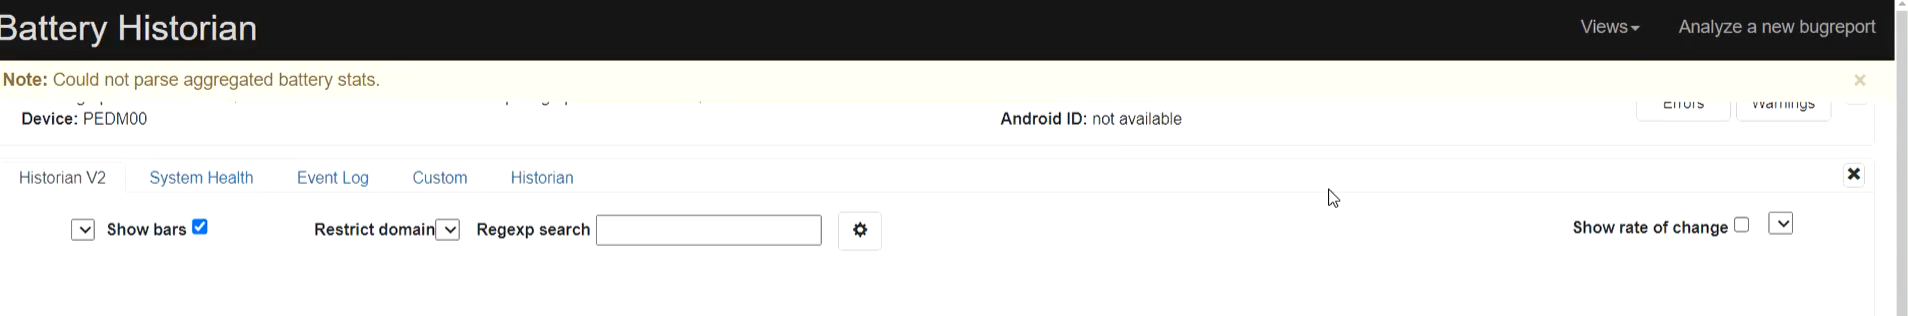 Battery Historian
Views
Analyze a new bugreport
Note: Could not parse aggregated battery stats.
×
Errors
Warnings
Device: PEDM00
Android ID: not available
Historian V2
System Health
Event Log
Custom
Historian
Show bars
Restrict domain
Regexp search
Show rate of change